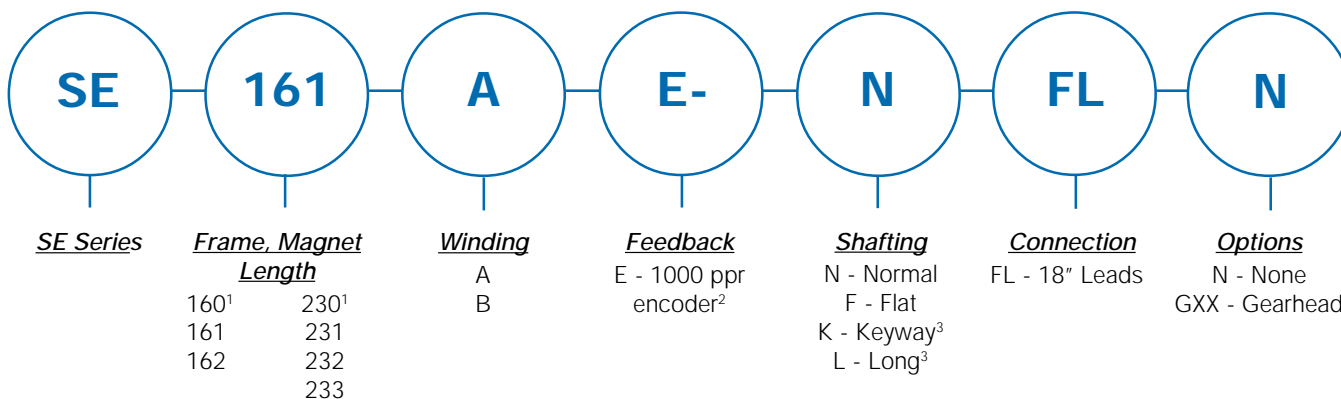 SE 161 A E- N FL N
SE Series
Frame, Magnet
Length
160¹ 230¹
161 231
162 232
233
Winding
A
B
Feedback
E - 1000 ppr
encoder²
Shafting
N - Normal
F - Flat
K - Keyway³
L - Long³
Connection
FL - 18" Leads
Options
N - None
GXX - Gearhead